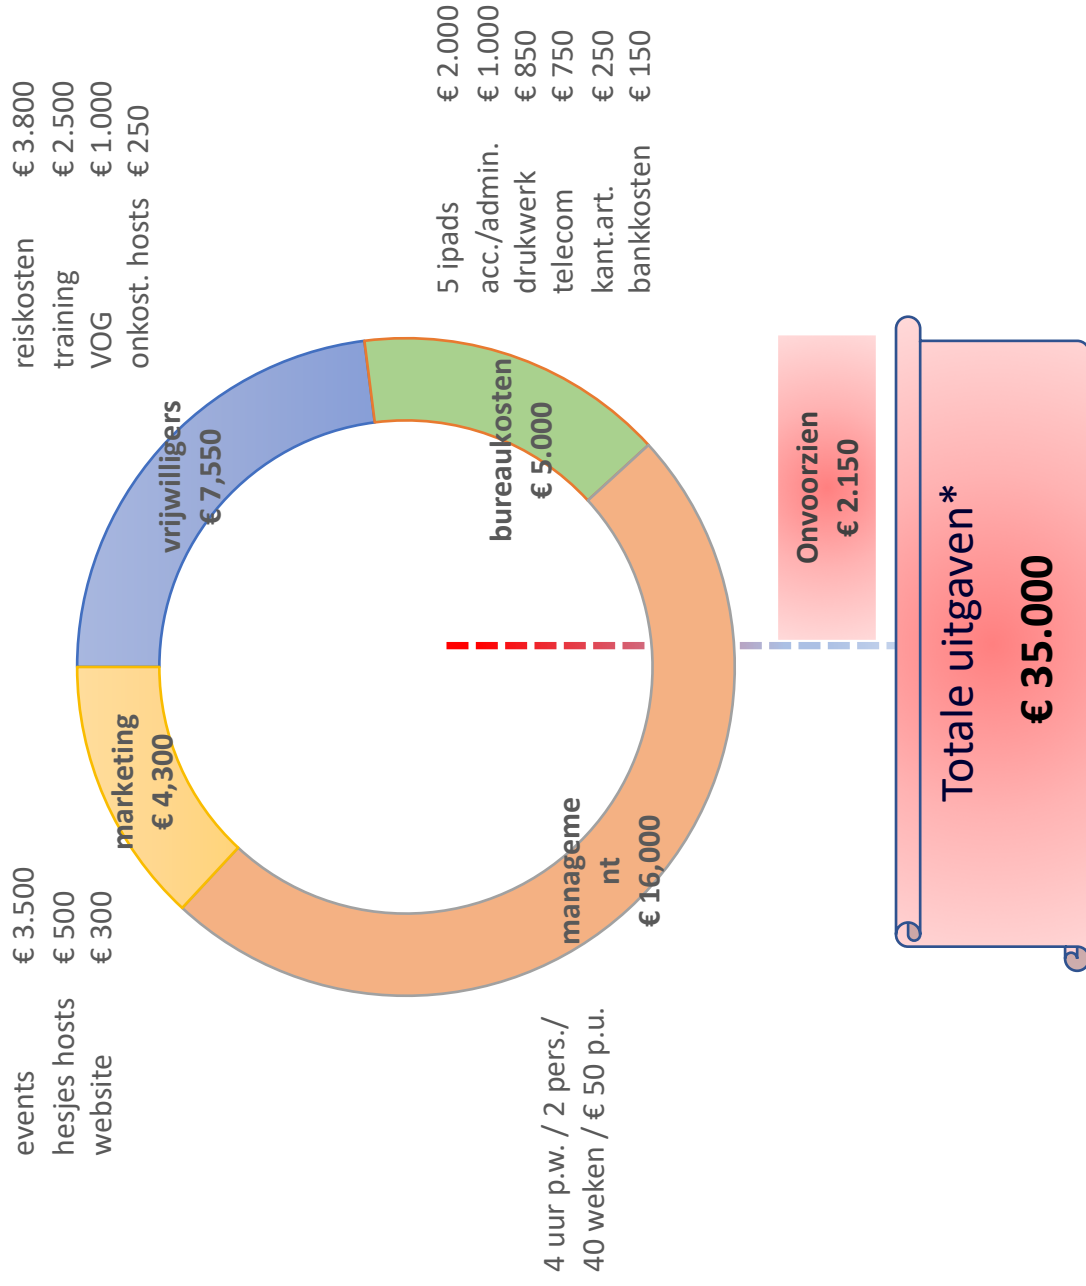 events € 3.500
hesjes hosts € 500
website € 300
reiskosten € 3.800
training € 2.500
VOG € 1.000
onkost. hosts € 250
marketing
€ 4,300
vrijwilligers
€ 7,550
5 ipads € 2.000
acc./admin. € 1.000
drukwerk € 850
telecom € 750
kant.art. € 250
bankkosten € 150
bureaukosten
€ 5.000
4 uur p.w. / 2 pers./
40 weken / € 50 p.u.
manageme
nt
€ 16,000
Onvoorzien
€ 2.150
Totale uitgaven*
€ 35.000